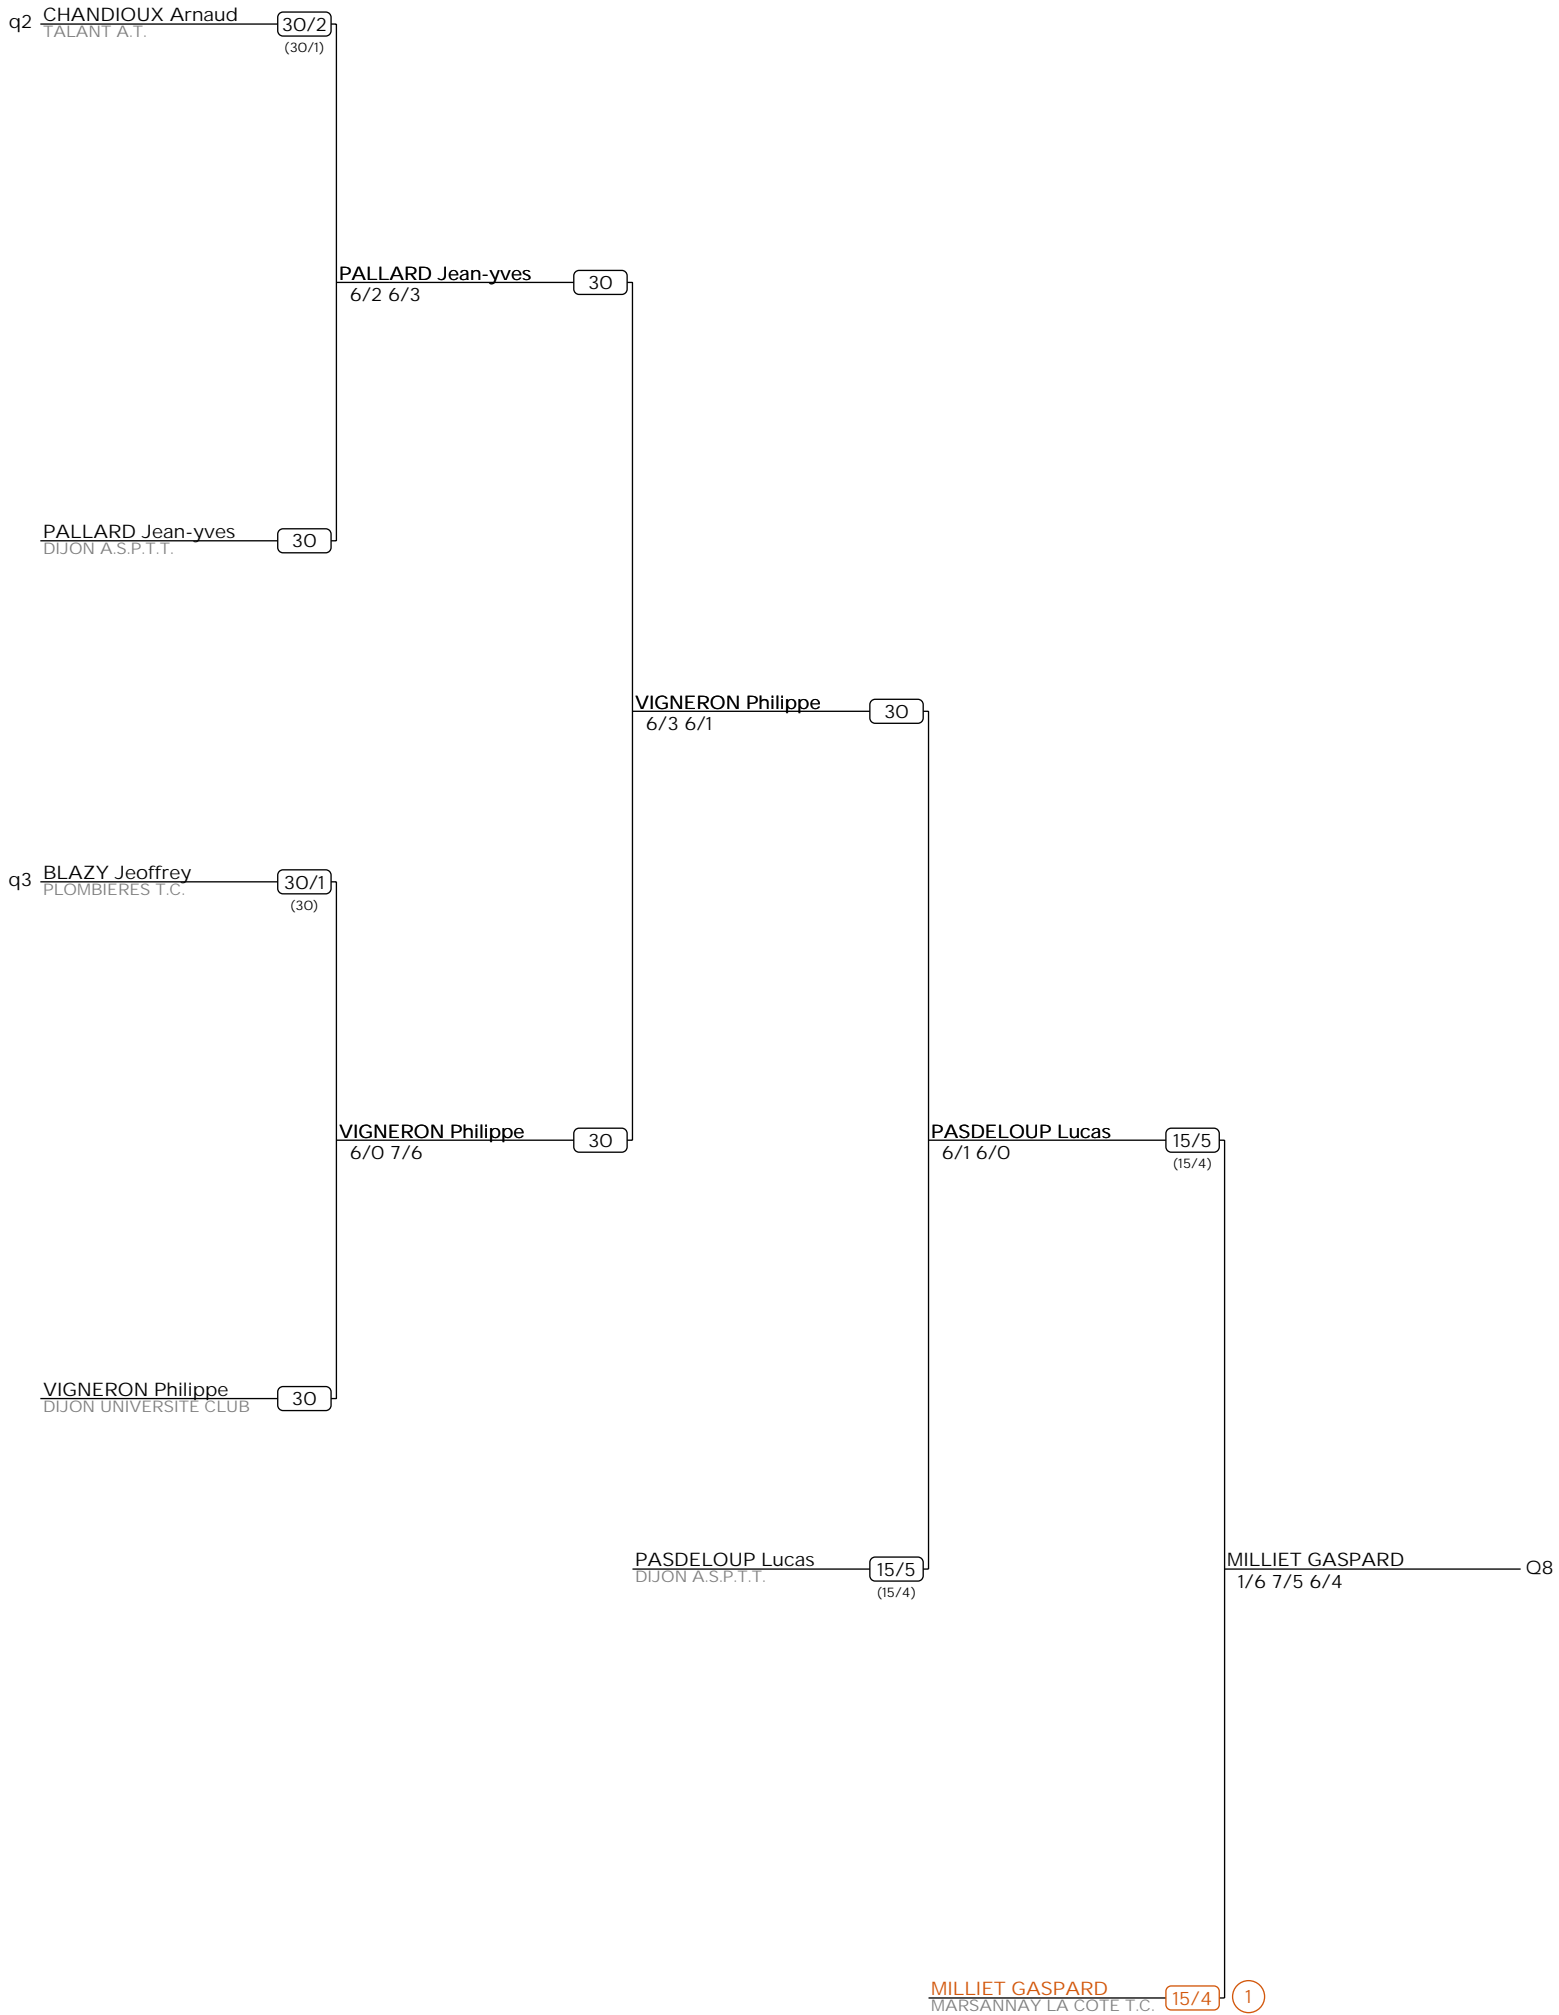 q2 CHANDIOUX Arnaud 30/2
TALANT A.T.
(30/1)
PALLARD Jean-yves 30
6/2 6/3
PALLARD Jean-yves 30
DIJON A.S.P.T.T.
VIGNERON Philippe 30
6/3 6/1
q3 BLAZY Jeoffrey 30/1
PLOMBIERES T.C.
(30)
VIGNERON Philippe 30
6/0 7/6
PASDELOUP Lucas 15/5
6/1 6/0
(15/4)
VIGNERON Philippe 30
DIJON UNIVERSITÉ CLUB
PASDELOUP Lucas 15/5
DIJON A.S.P.T.T.
(15/4)
MILLIET GASPARD Q8
1/6 7/5 6/4
MILLIET GASPARD 15/4 1
MARSANNAY LA COTE T.C.